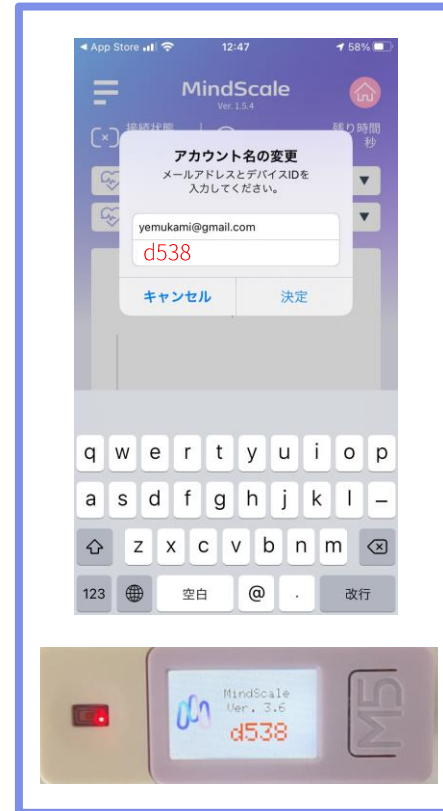 App Store 12:47 58%
MindScale
Ver. 1.5.4
接続状態 残り時間
秒
アカウント名の変更
メールアドレスとデバイスIDを
入力してください。
yemukami@gmail.com
d538
キャンセル 決定
q w e r t y u i o p
a s d f g h j k l –
z x c v b n m
123 空白 @ . 改行
MindScale
Ver. 3.6
d538
M5